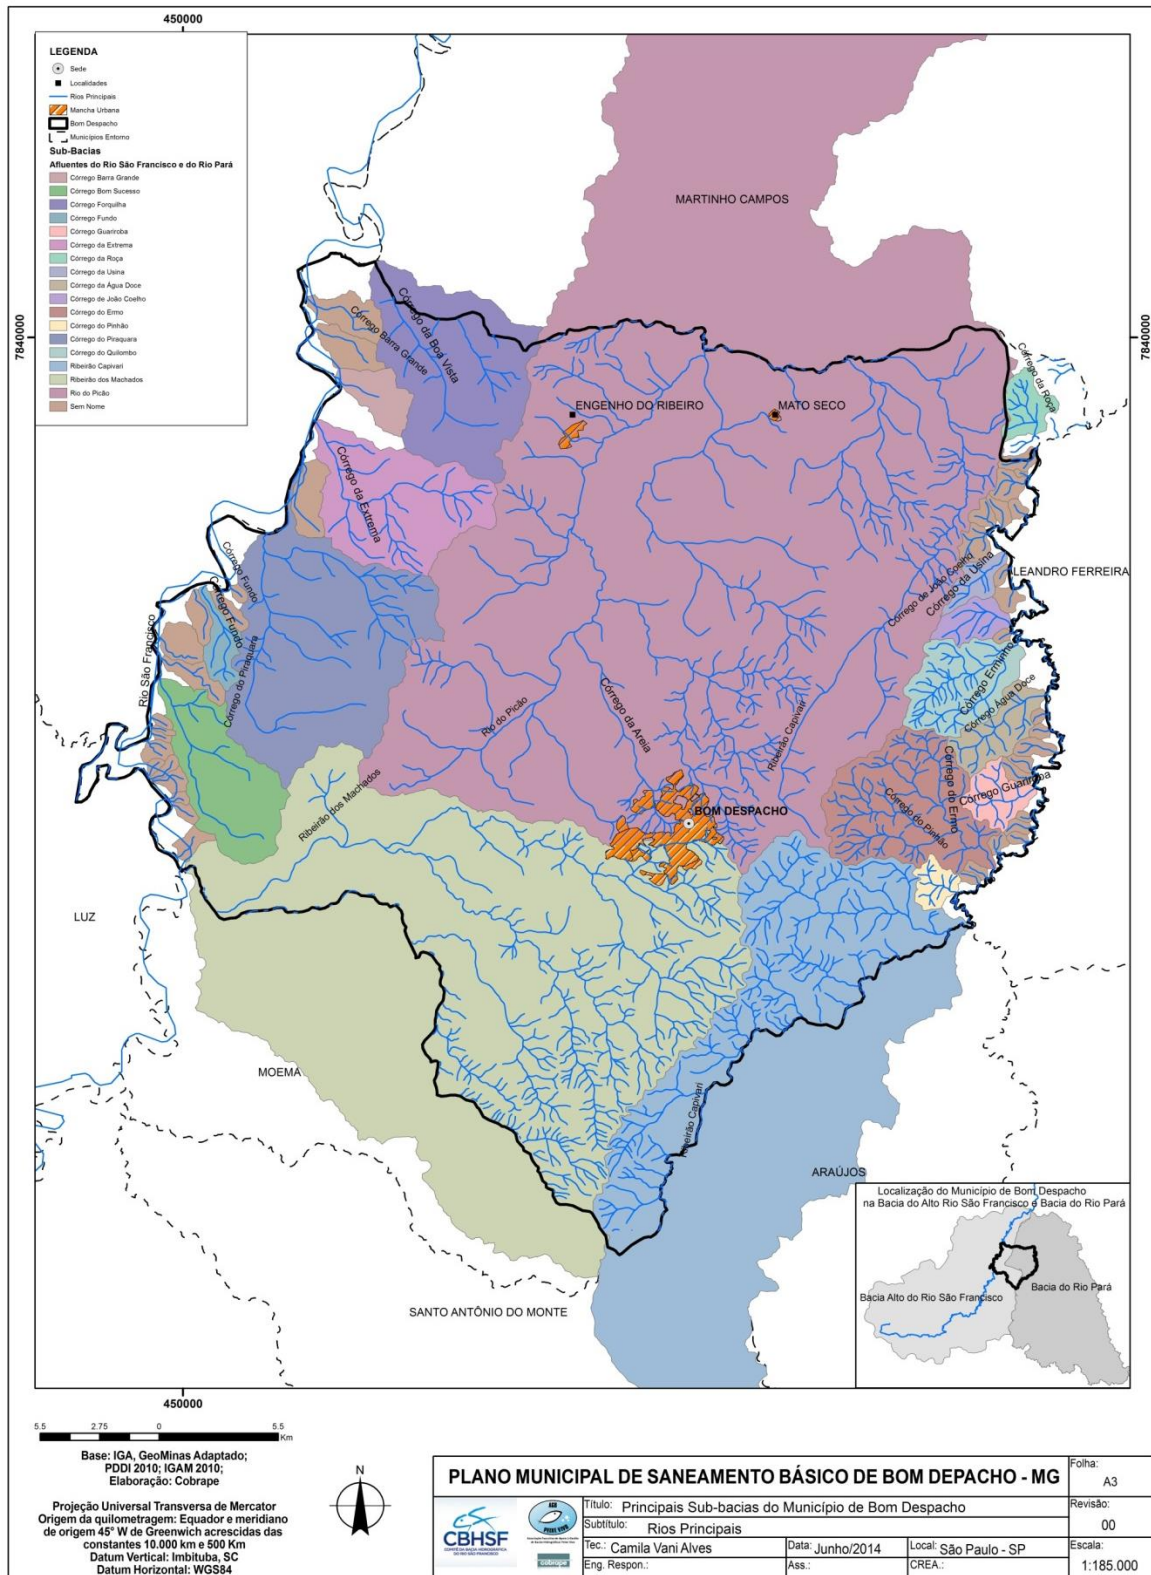 450000
LEGENDA
Sede
Localidades
Rios Principais
Mancha Urbana
Bom Despacho
Municípios Entorno
Sub-Bacias
Afluentes do Rio São Francisco e do Rio Pará
Córrego Barra Grande
Córrego Bom Sucesso
Córrego Forquilha
Córrego Fundo
Córrego Guariroba
Córrego da Extrema
Córrego da Roça
Córrego da Usina
Córrego da Água Doce
Córrego de João Coelho
Córrego do Ermo
Córrego do Pinhão
Córrego do Piraquara
Córrego do Quilombo
Ribeirão Capivari
Ribeirão dos Machados
Rio do Picão
Sem Nome
MARTINHO CAMPOS
7840000
7840000
Córrego da Boa Vista
Córrego Barra Grande
Córrego da Roça
ENGENHO DO RIBEIRO
MATO SECO
Córrego da Extrema
Córrego Fundo
Córrego Fundo
Córrego de João Coelho
Córrego da Usina
LEANDRO FERREIRA
Rio São Francisco
Córrego do Piraquara
Córrego Erminho
Córrego Água Doce
Rio do Picão
Córrego da Areia
Ribeirão Capivari
Ribeirão dos Machados
Córrego do Ermo
Córrego Guariroba
Córrego do Pinhão
BOM DESPACHO
LUZ
MOEMA
Ribeirão Capivari
ARAÚJOS
SANTO ANTÔNIO DO MONTE
Localização do Município de Bom Despacho
na Bacia do Alto Rio São Francisco e Bacia do Rio Pará
Bacia do Rio Pará
Bacia Alto do Rio São Francisco
450000
5.5 2.75 0 5.5
Km
Base: IGA, GeoMinas Adaptado;
PDDI 2010; IGAM 2010;
Elaboração: Cobrape
Projeção Universal Transversa de Mercator
Origem da quilometragem: Equador e meridiano
de origem 45° W de Greenwich acrescidas das
constantes 10.000 km e 500 Km
Datum Vertical: Imbituba, SC
Datum Horizontal: WGS84
N
PLANO MUNICIPAL DE SANEAMENTO BÁSICO DE BOM DEPACHO - MG
Folha:
A3
CBHSF
AGB
PEIXE VIVO
cobrape
Título: Principais Sub-bacias do Município de Bom Despacho
Revisão:
00
Subtítulo: Rios Principais
Tec.: Camila Vani Alves
Data: Junho/2014
Local: São Paulo - SP
Escala:
1:185.000
Eng. Respon.:
Ass.:
CREA.: